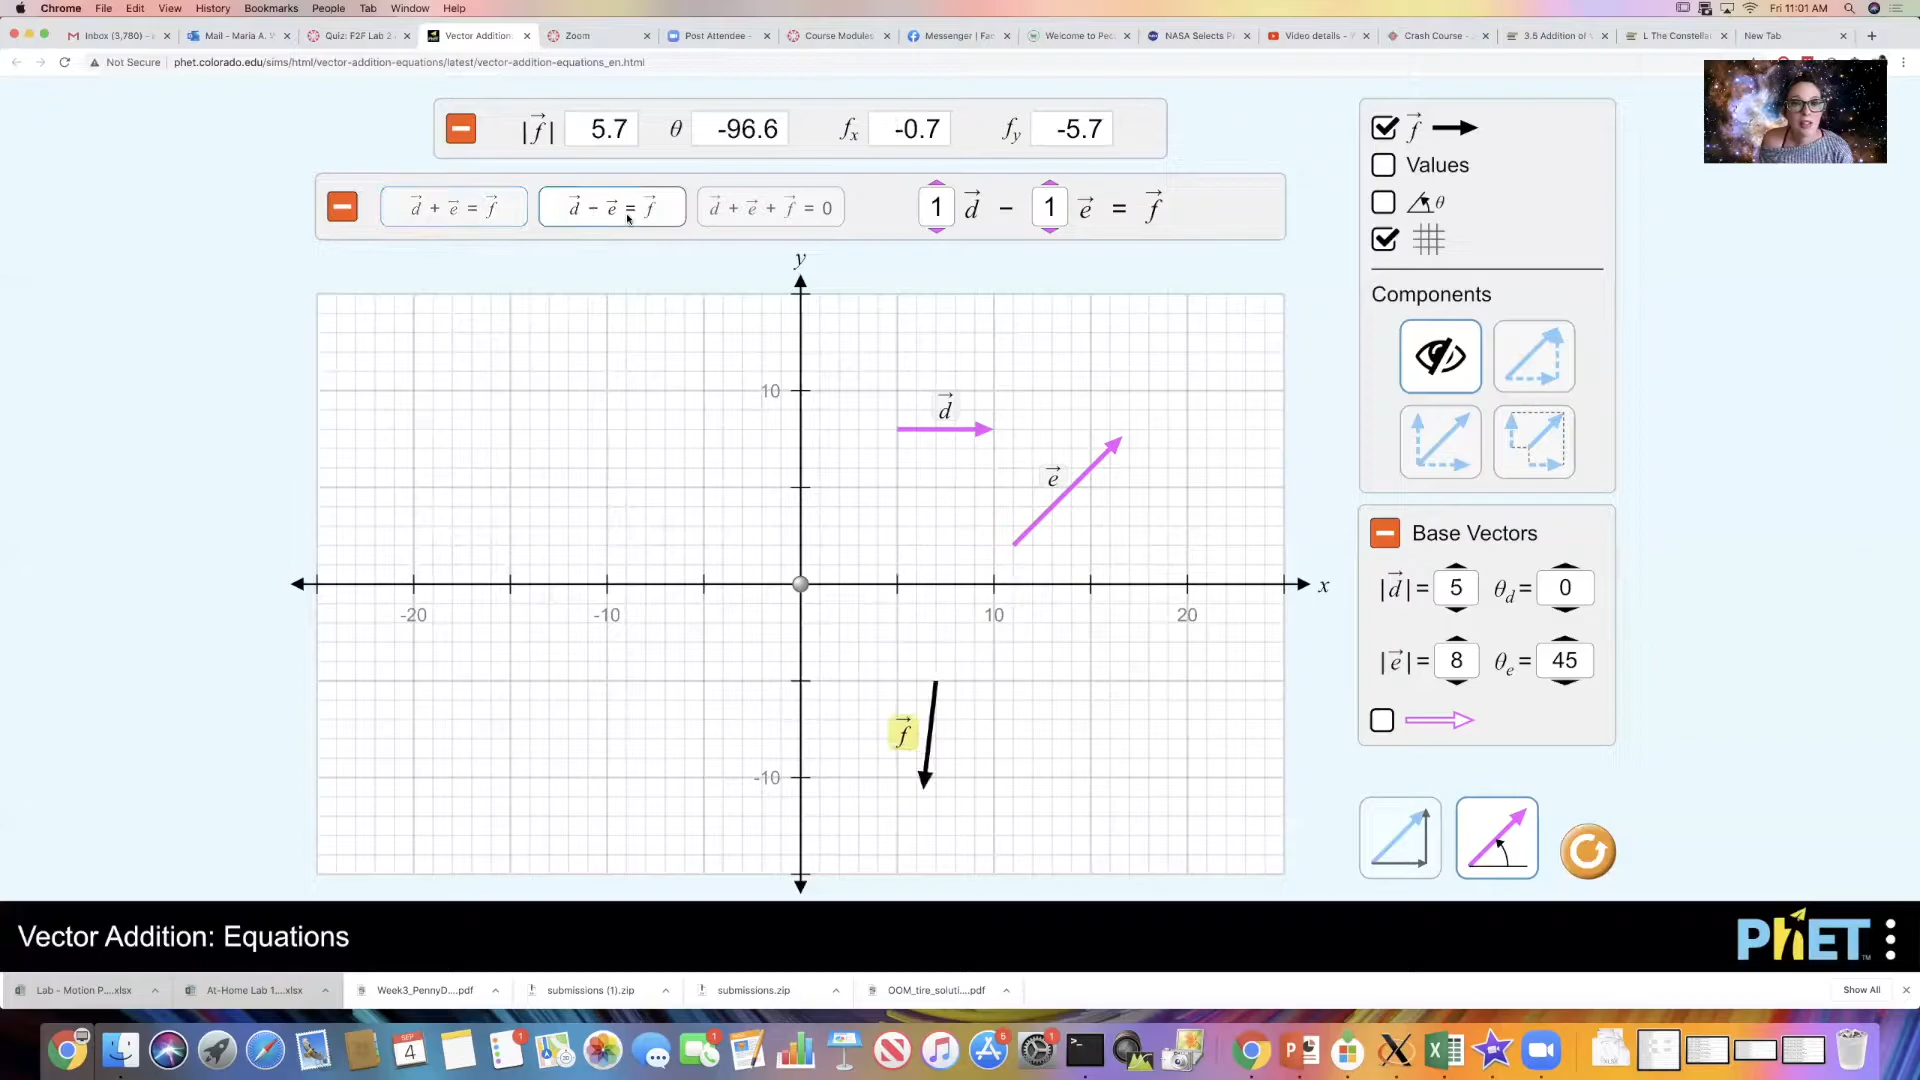 Chrome File Edit View History Bookmarks People Tab Window Help Fri 11:01 AM
Inbox (3,780) - Mail - Maria A. W Quiz: F2F Lab 2 Vector Addition: Zoom Post Attendee - Course Modules Messenger | Fac Welcome to Pec NASA Selects P Video details - Y Crash Course - 3.5 Addition of V L The Constella New Tab
Not Secure phet.colorado.edu/sims/html/vector-addition-equations/latest/vector-addition-equations_en.html
|f⃗| 5.7 θ -96.6 fx -0.7 fy -5.7
d⃗ + e⃗ = f⃗ d⃗ − e⃗ = f⃗ d⃗ + e⃗ + f⃗ = 0 1 d⃗ − 1 e⃗ = f⃗
f⃗
Values
θ
Components
y
10
d⃗
e⃗
x
-20 -10 10 20
f⃗
-10
Base Vectors
|d⃗| = 5 θd = 0
|e⃗| = 8 θe = 45
Vector Addition: Equations
PhET
Lab - Motion P....xlsx At-Home Lab 1....xlsx Week3_PennyD...pdf submissions (1).zip submissions.zip OOM_tire_soluti....pdf Show All
SEP
4